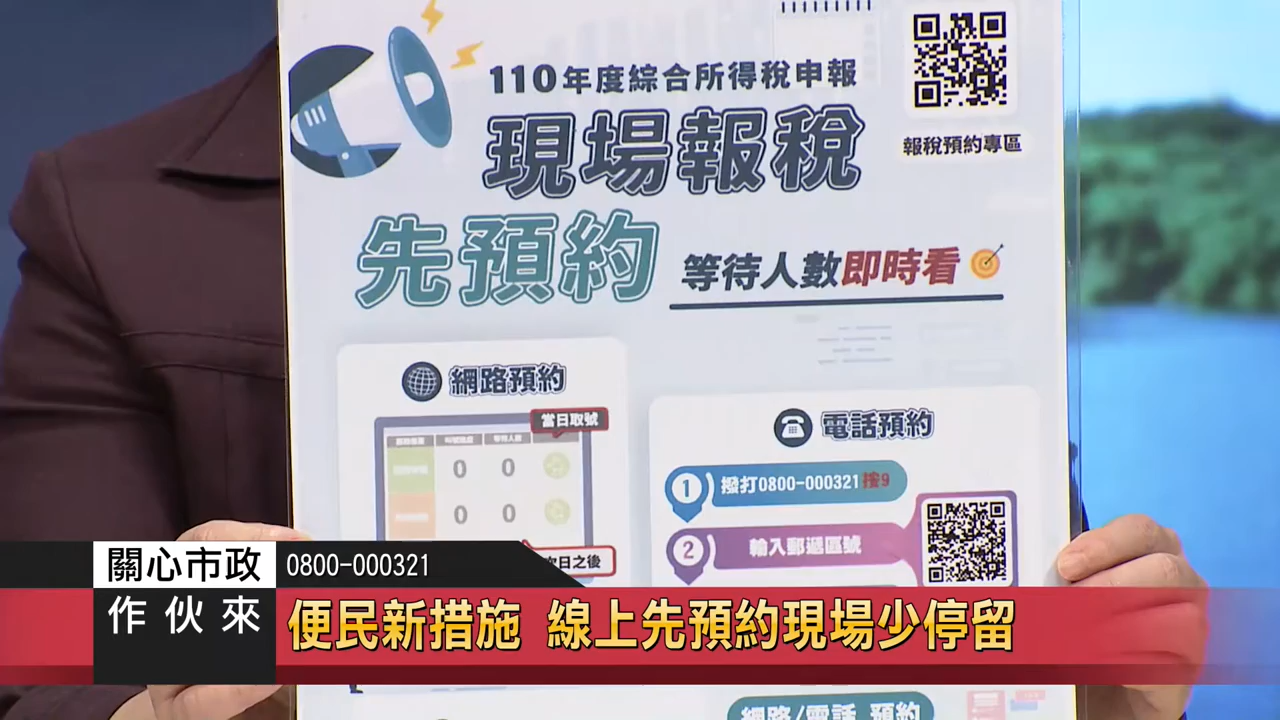 110年度綜合所得稅申報
現場報稅
報稅預約專區
先預約
等待人數即時看
網路預約
當日取號
0 0
0 0
次日之後
電話預約
1 撥打0800-000321按9
2 輸入郵遞區號
關心市政
作伙來
0800-000321
便民新措施 線上先預約現場少停留
網路/電話 預約